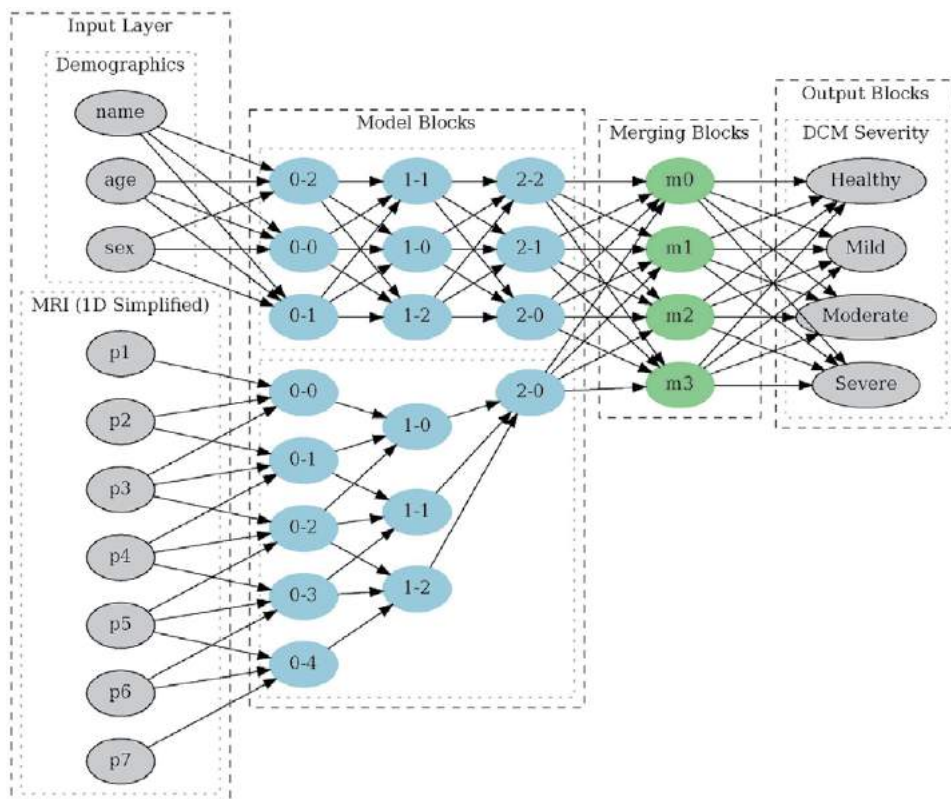 Input Layer
Demographics
name
age
sex
MRI (1D Simplified)
p1
p2
p3
p4
p5
p6
p7
Model Blocks
0-2
1-1
2-2
0-0
1-0
2-1
0-1
1-2
2-0
0-0
2-0
1-0
0-1
1-1
0-2
1-2
0-3
0-4
Merging Blocks
m0
m1
m2
m3
Output Blocks
DCM Severity
Healthy
Mild
Moderate
Severe